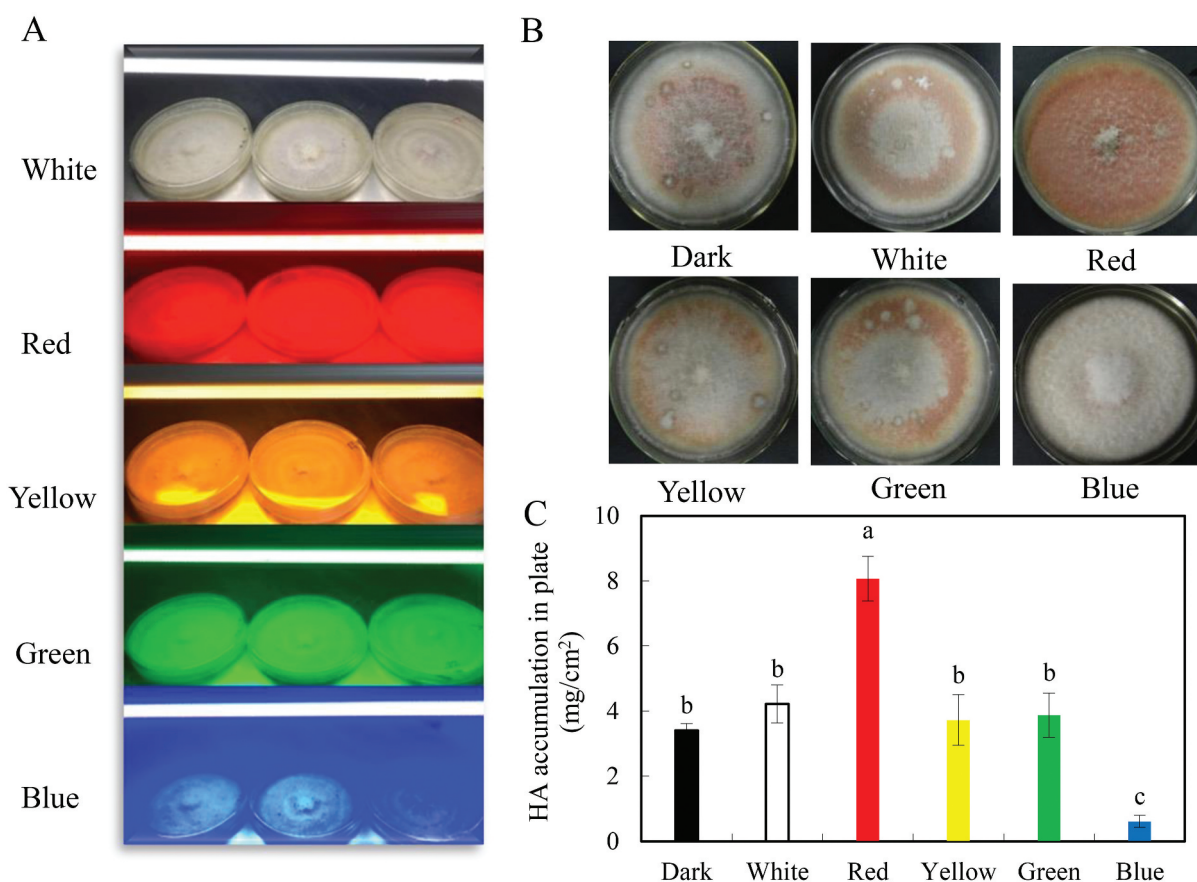 A
White
Red
Yellow
Green
Blue
B
Dark White Red
Yellow Green Blue
C
HA accumulation in plate
(mg/cm²)
10
8
6
4
2
0
b
b
a
b
b
c
Dark White Red Yellow Green Blue